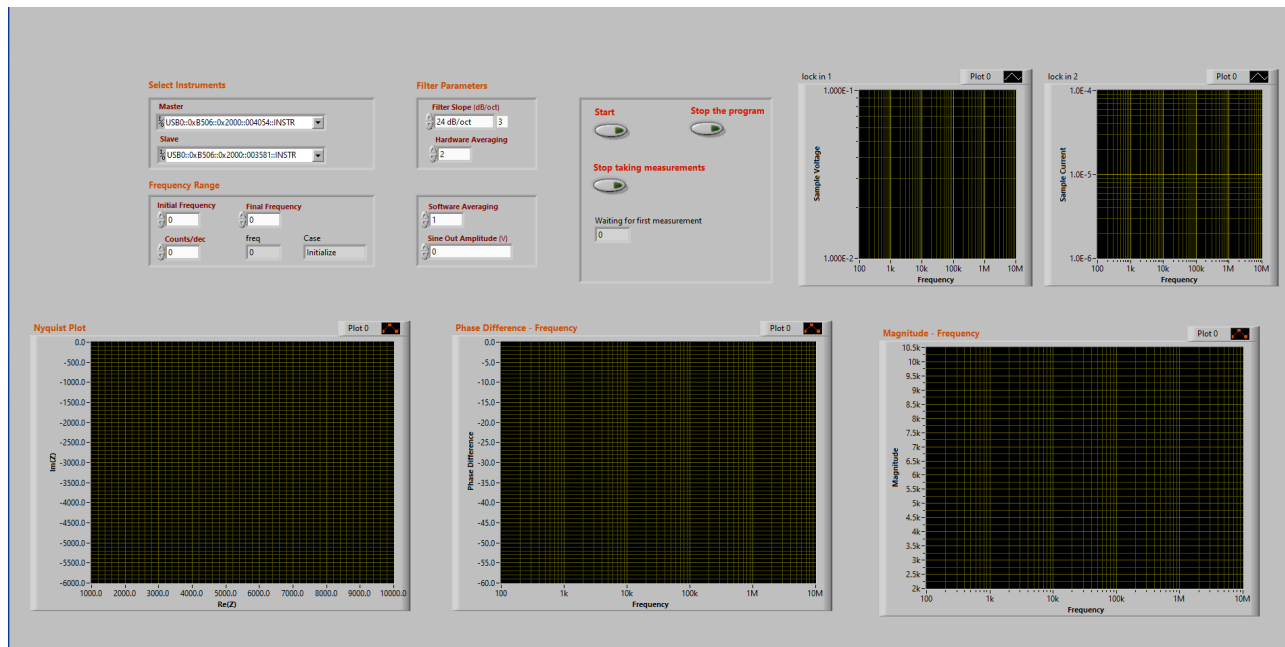 Select Instruments
Master
USB0::0xB506::0x2000::004054::INSTR
Slave
USB0::0xB506::0x2000::003581::INSTR
Frequency Range
Initial Frequency Final Frequency
0 0
Counts/dec freq Case
0 0 Initialize
Filter Parameters
Filter Slope (dB/oct)
24 dB/oct 3
Hardware Averaging
2
Software Averaging
1
Sine Out Amplitude (V)
0
Start Stop the program
Stop taking measurements
Waiting for first measurement
0
lock in 1 Plot 0
1.000E-1
Sample Voltage
1.000E-2
100 1k 10k 100k 1M 10M
Frequency
lock in 2 Plot 0
1.0E-4
Sample Current
1.0E-5
1.0E-6
100 1k 10k 100k 1M 10M
Frequency
Nyquist Plot Plot 0
0.0
-500.0
-1000.0
-1500.0
-2000.0
-2500.0
Im(Z)
-3000.0
-3500.0
-4000.0
-4500.0
-5000.0
-5500.0
-6000.0
1000.0 2000.0 3000.0 4000.0 5000.0 6000.0 7000.0 8000.0 9000.0 10000.0
Re(Z)
Phase Difference - Frequency Plot 0
0.0
-5.0
-10.0
-15.0
-20.0
-25.0
Phase Difference
-30.0
-35.0
-40.0
-45.0
-50.0
-55.0
-60.0
100 1k 10k 100k 1M 10M
Frequency
Magnitude - Frequency Plot 0
10.5k
10k
9.5k
9k
8.5k
8k
7.5k
7k
6.5k
Magnitude
6k
5.5k
5k
4.5k
4k
3.5k
3k
2.5k
2k
100 1k 10k 100k 1M 10M
Frequency